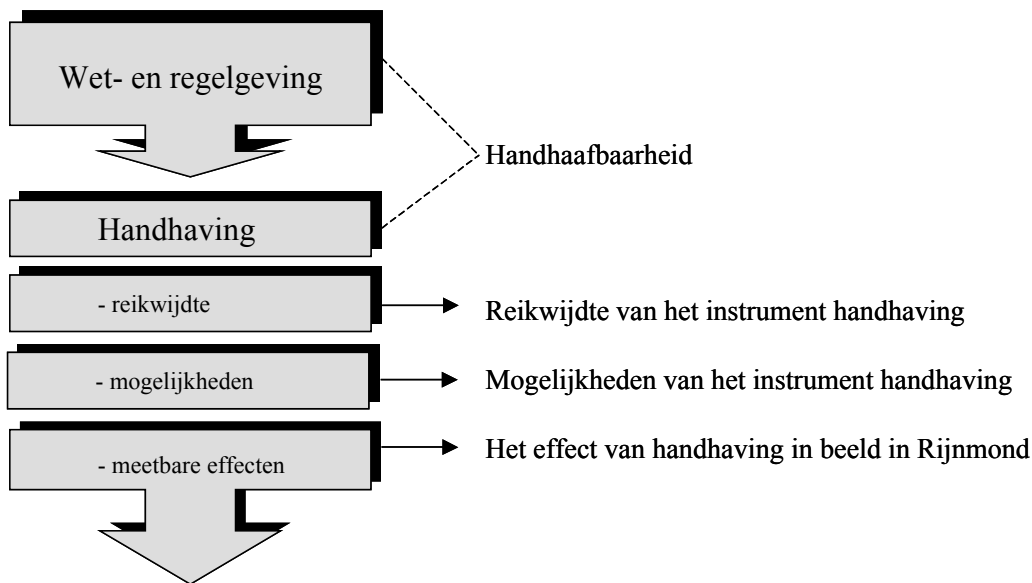 Wet- en regelgeving
Handhaafbaarheid
Handhaving
- reikwijdte
Reikwijdte van het instrument handhaving
- mogelijkheden
Mogelijkheden van het instrument handhaving
- meetbare effecten
Het effect van handhaving in beeld in Rijnmond